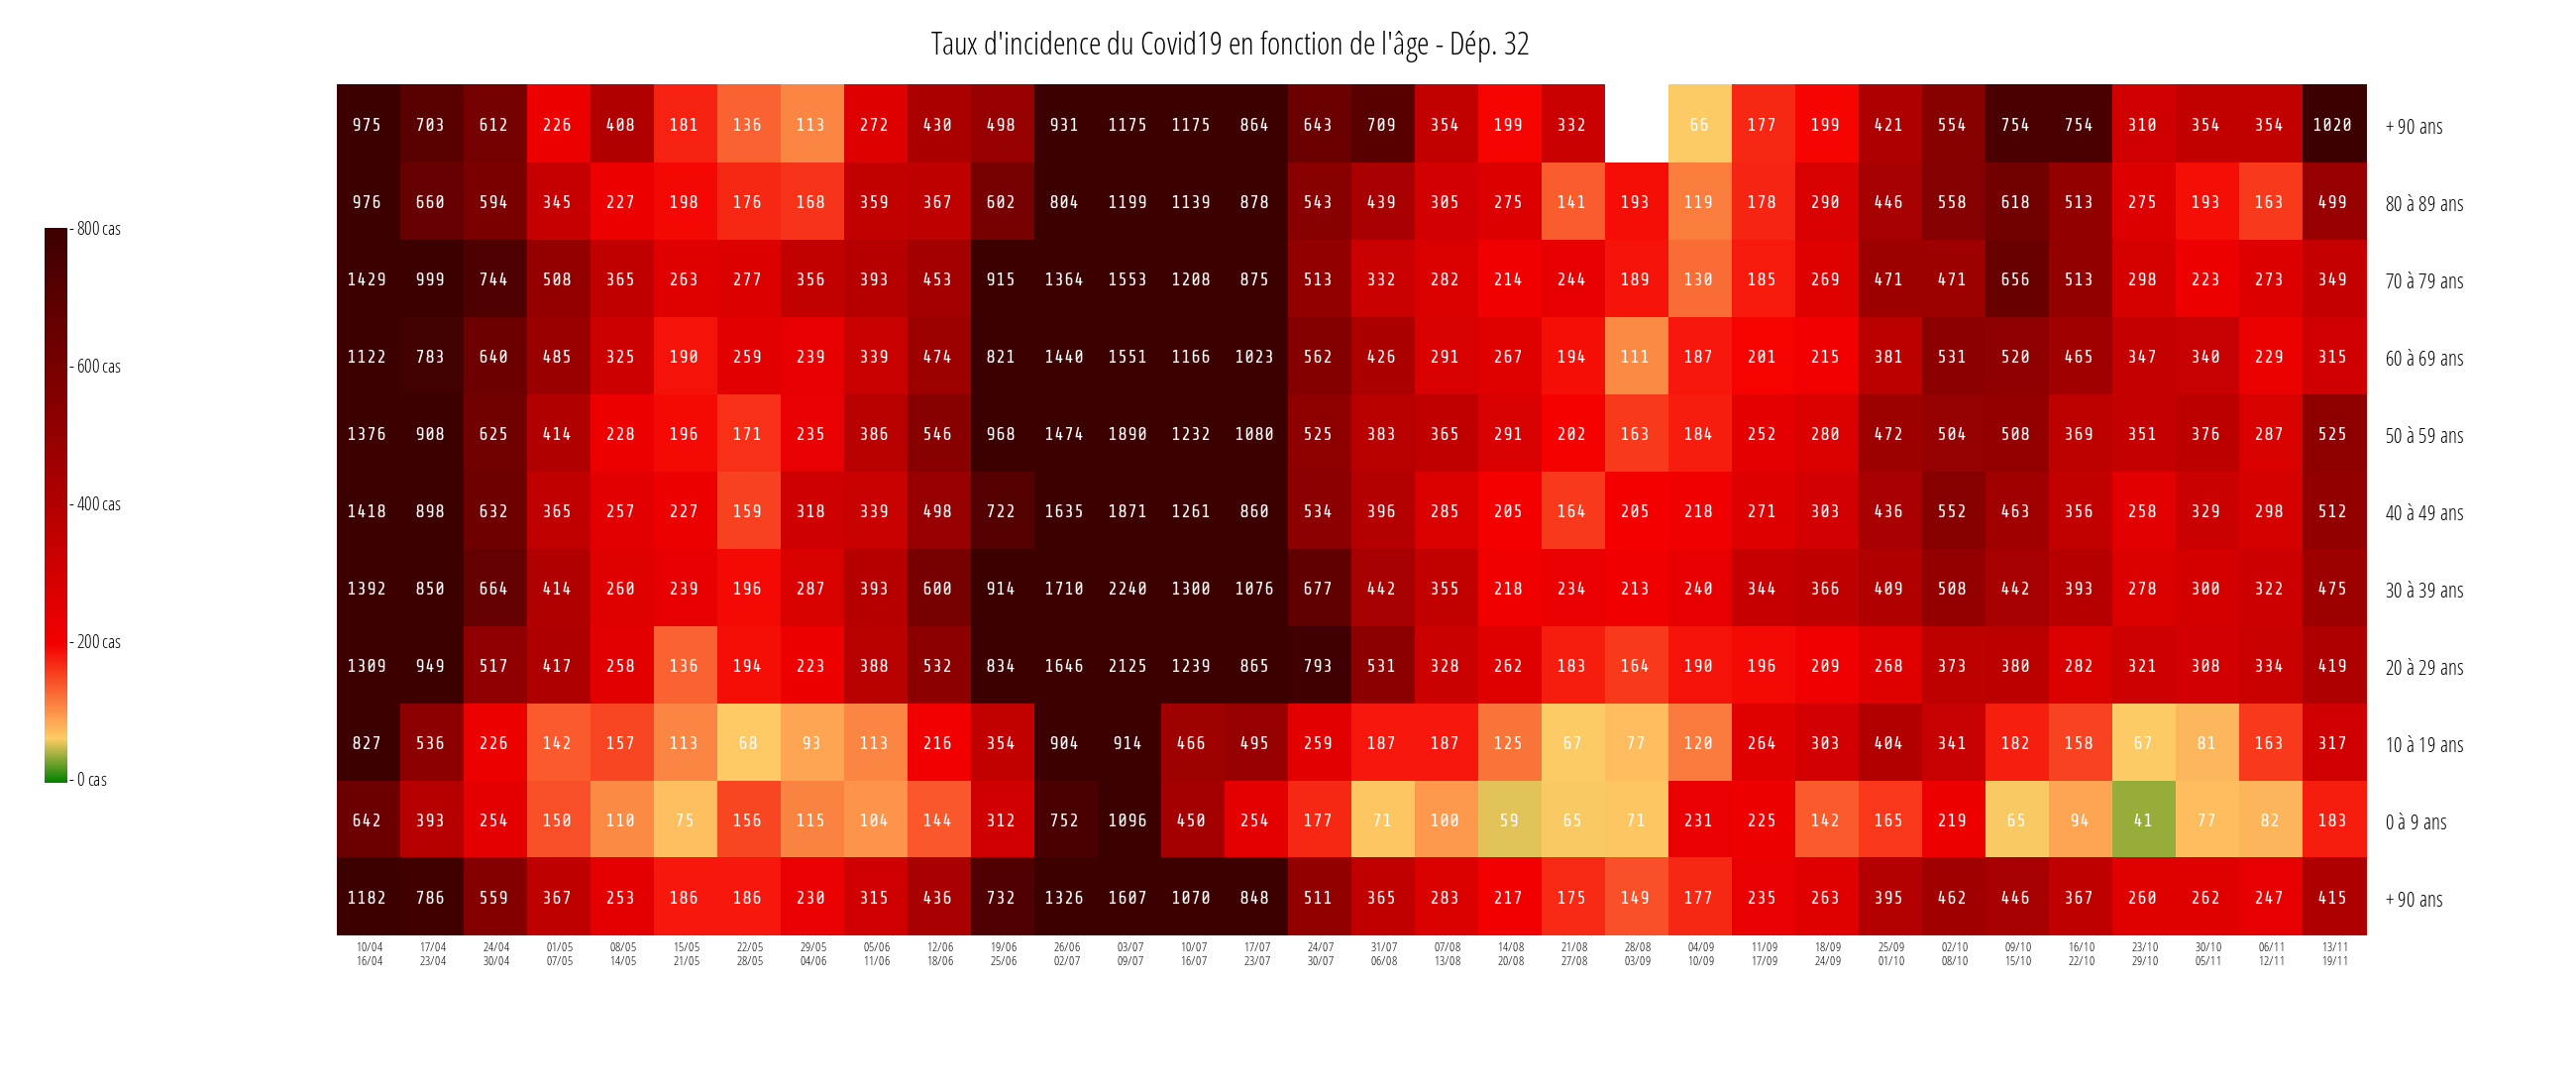 Taux d'incidence du Covid19 en fonction de l'âge - Dép. 32
- 800 cas
- 600 cas
- 400 cas
- 200 cas
- 0 cas
975 703 612 226 408 181 136 113 272 430 498 931 1175 1175 864 643 709 354 199 332 66 177 199 421 554 754 754 310 354 354 1020 + 90 ans
976 660 594 345 227 198 176 168 359 367 602 804 1199 1139 878 543 439 305 275 141 193 119 178 290 446 558 618 513 275 193 163 499 80 à 89 ans
1429 999 744 508 365 263 277 356 393 453 915 1364 1553 1208 875 513 332 282 214 244 189 130 185 269 471 471 656 513 298 223 273 349 70 à 79 ans
1122 783 640 485 325 190 259 239 339 474 821 1440 1551 1166 1023 562 426 291 267 194 111 187 201 215 381 531 520 465 347 340 229 315 60 à 69 ans
1376 908 625 414 228 196 171 235 386 546 968 1474 1890 1232 1080 525 383 365 291 202 163 184 252 280 472 504 508 369 351 376 287 525 50 à 59 ans
1418 898 632 365 257 227 159 318 339 498 722 1635 1871 1261 860 534 396 285 205 164 205 218 271 303 436 552 463 356 258 329 298 512 40 à 49 ans
1392 850 664 414 260 239 196 287 393 600 914 1710 2240 1300 1076 677 442 355 218 234 213 240 344 366 409 508 442 393 278 300 322 475 30 à 39 ans
1309 949 517 417 258 136 194 223 388 532 834 1646 2125 1239 865 793 531 328 262 183 164 190 196 209 268 373 380 282 321 308 334 419 20 à 29 ans
827 536 226 142 157 113 68 93 113 216 354 904 914 466 495 259 187 187 125 67 77 120 264 303 404 341 182 158 67 81 163 317 10 à 19 ans
642 393 254 150 110 75 156 115 104 144 312 752 1096 450 254 177 71 100 59 65 71 231 225 142 165 219 65 94 41 77 82 183 0 à 9 ans
1182 786 559 367 253 186 186 230 315 436 732 1326 1607 1070 848 511 365 283 217 175 149 177 235 263 395 462 446 367 260 262 247 415 + 90 ans
10/04 17/04 24/04 01/05 08/05 15/05 22/05 29/05 05/06 12/06 19/06 26/06 03/07 10/07 17/07 24/07 31/07 07/08 14/08 21/08 28/08 04/09 11/09 18/09 25/09 02/10 09/10 16/10 23/10 30/10 06/11 13/11
16/04 23/04 30/04 07/05 14/05 21/05 28/05 04/06 11/06 18/06 25/06 02/07 09/07 16/07 23/07 30/07 06/08 13/08 20/08 27/08 03/09 10/09 17/09 24/09 01/10 08/10 15/10 22/10 29/10 05/11 12/11 19/11